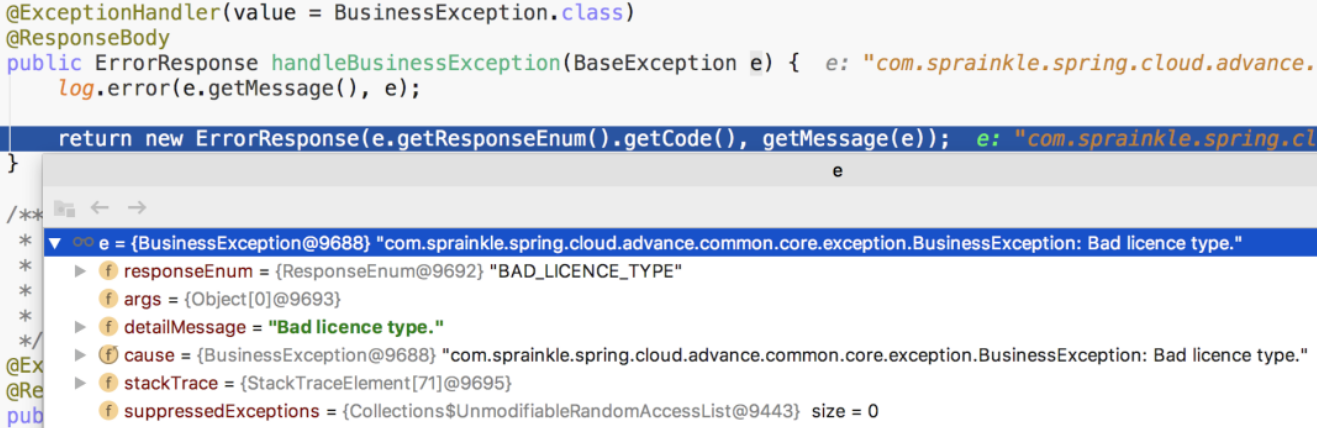 @ExceptionHandler(value = BusinessException.class)
@ResponseBody
public ErrorResponse handleBusinessException(BaseException e) { e: "com.sprainkle.spring.cloud.advance.
log.error(e.getMessage(), e);
return new ErrorResponse(e.getResponseEnum().getCode(), getMessage(e)); e: "com.sprainkle.spring.cl
}
e
/**
*
e = {BusinessException@9688} "com.sprainkle.spring.cloud.advance.common.core.exception.BusinessException: Bad licence type."
*
f responseEnum = {ResponseEnum@9692} "BAD_LICENCE_TYPE"
*
f args = {Object[0]@9693}
*
f detailMessage = "Bad licence type."
*/
f cause = {BusinessException@9688} "com.sprainkle.spring.cloud.advance.common.core.exception.BusinessException: Bad licence type."
@Ex
f stackTrace = {StackTraceElement[71]@9695}
@Re
f suppressedExceptions = {Collections$UnmodifiableRandomAccessList@9443} size = 0
pub